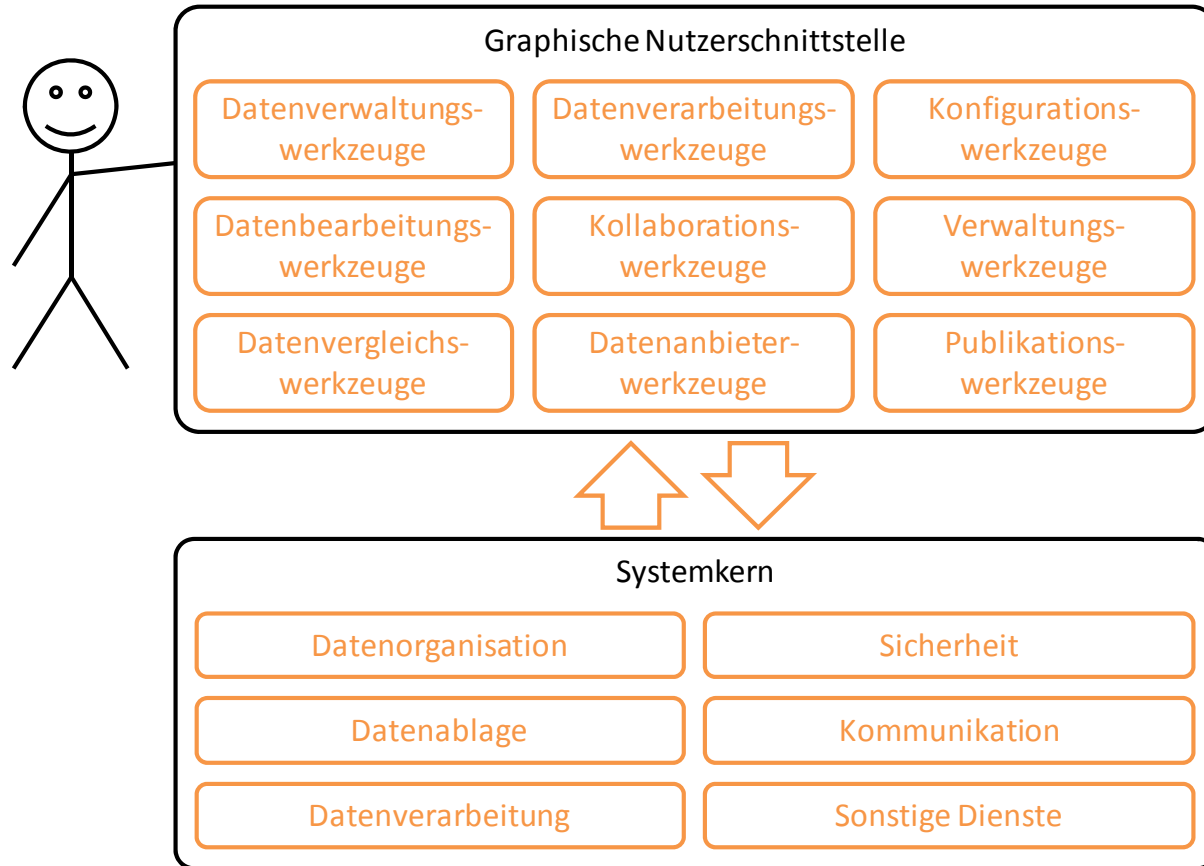 Graphische Nutzerschnittstelle
Datenverwaltungs-
werkzeuge
Datenverarbeitungs-
werkzeuge
Konfigurations-
werkzeuge
Datenbearbeitungs-
werkzeuge
Kollaborations-
werkzeuge
Verwaltungs-
werkzeuge
Datenvergleichs-
werkzeuge
Datenanbieter-
werkzeuge
Publikations-
werkzeuge
Systemkern
Datenorganisation
Sicherheit
Datenablage
Kommunikation
Datenverarbeitung
Sonstige Dienste